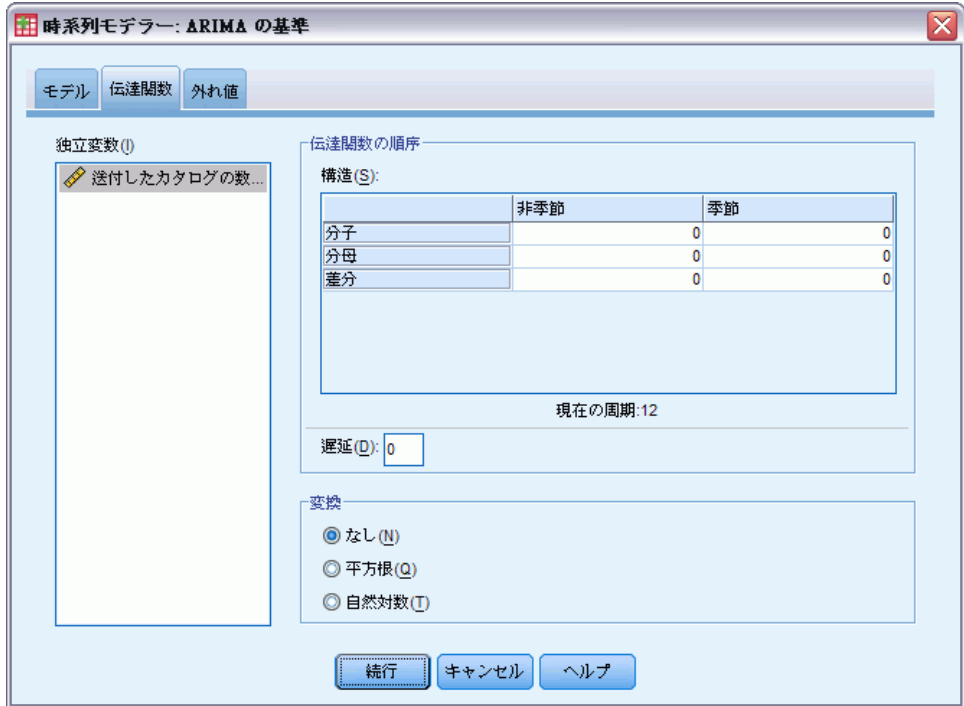 時系列モデラー: ARIMA の基準
モデル 伝達関数 外れ値
独立変数(I)
送付したカタログの数...
伝達関数の順序
構造(S):
非季節 季節
分子 0 0
分母 0 0
差分 0 0
現在の周期:12
遅延(D): 0
変換
なし(N)
平方根(Q)
自然対数(T)
続行 キャンセル ヘルプ